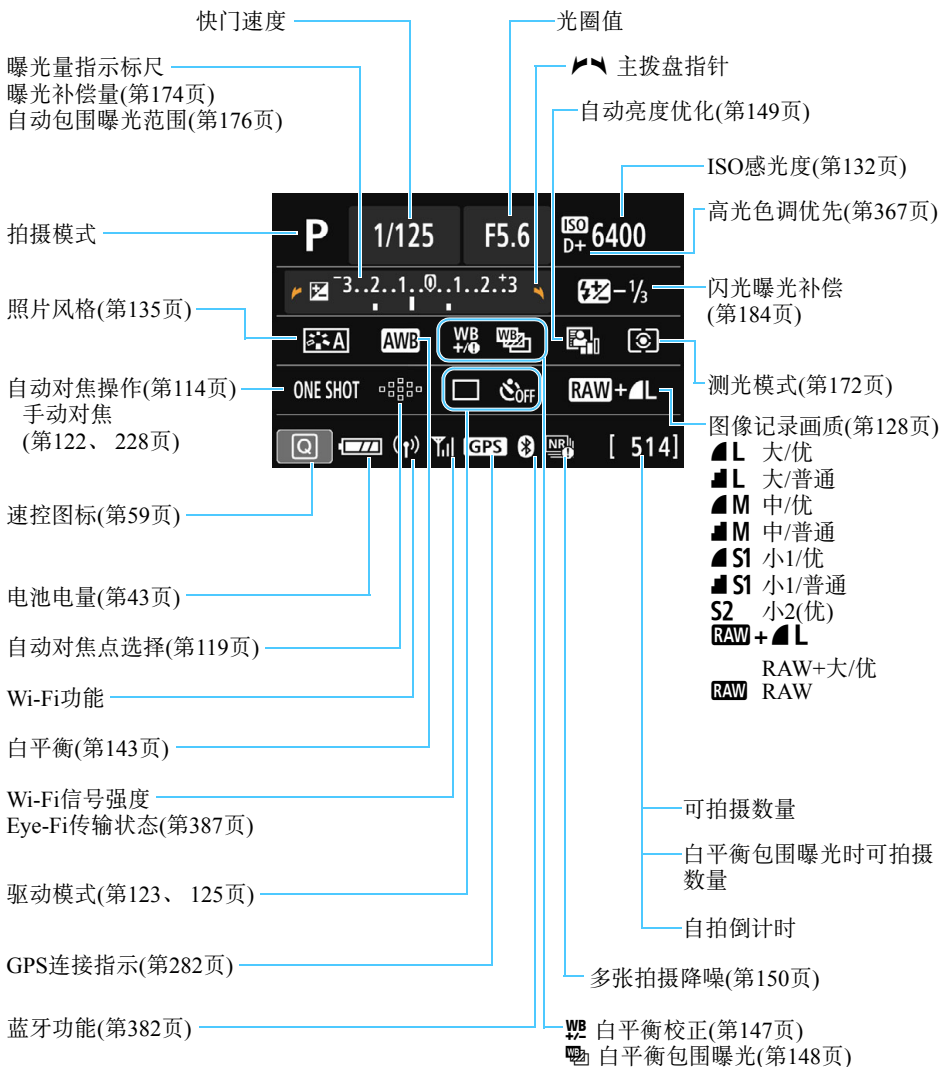 快门速度
光圈值
曝光量指示标尺
曝光补偿量(第174页)
自动包围曝光范围(第176页)
主拨盘指针
自动亮度优化(第149页)
ISO感光度(第132页)
高光色调优先(第367页)
拍摄模式
照片风格(第135页)
自动对焦操作(第114页)
手动对焦
(第122、 228页)
P 1/125 F5.6 ISO D+ 6400
-3..2..1..0..1..2.+3 -1/3
A AWB WB +/- WB
ONE SHOT OFF RAW+L
Q GPS NR [ 514]
闪光曝光补偿
(第184页)
测光模式(第172页)
图像记录画质(第128页)
L 大/优
L 大/普通
M 中/优
M 中/普通
S1 小1/优
S1 小1/普通
S2 小2(优)
RAW+L
RAW+大/优
RAW RAW
速控图标(第59页)
电池电量(第43页)
自动对焦点选择(第119页)
Wi-Fi功能
白平衡(第143页)
Wi-Fi信号强度
Eye-Fi传输状态(第387页)
驱动模式(第123、 125页)
GPS连接指示(第282页)
蓝牙功能(第382页)
可拍摄数量
白平衡包围曝光时可拍摄
数量
自拍倒计时
多张拍摄降噪(第150页)
WB +/- 白平衡校正(第147页)
WB 白平衡包围曝光(第148页)